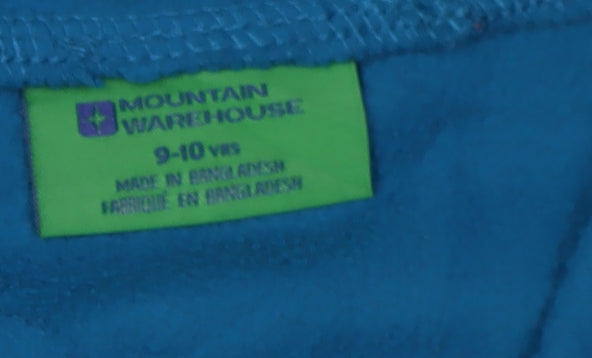 MOUNTAIN
WAREHOUSE
9-10 YRS
MADE IN BANGLADESH
FABRIQUÉ EN BANGLADESH